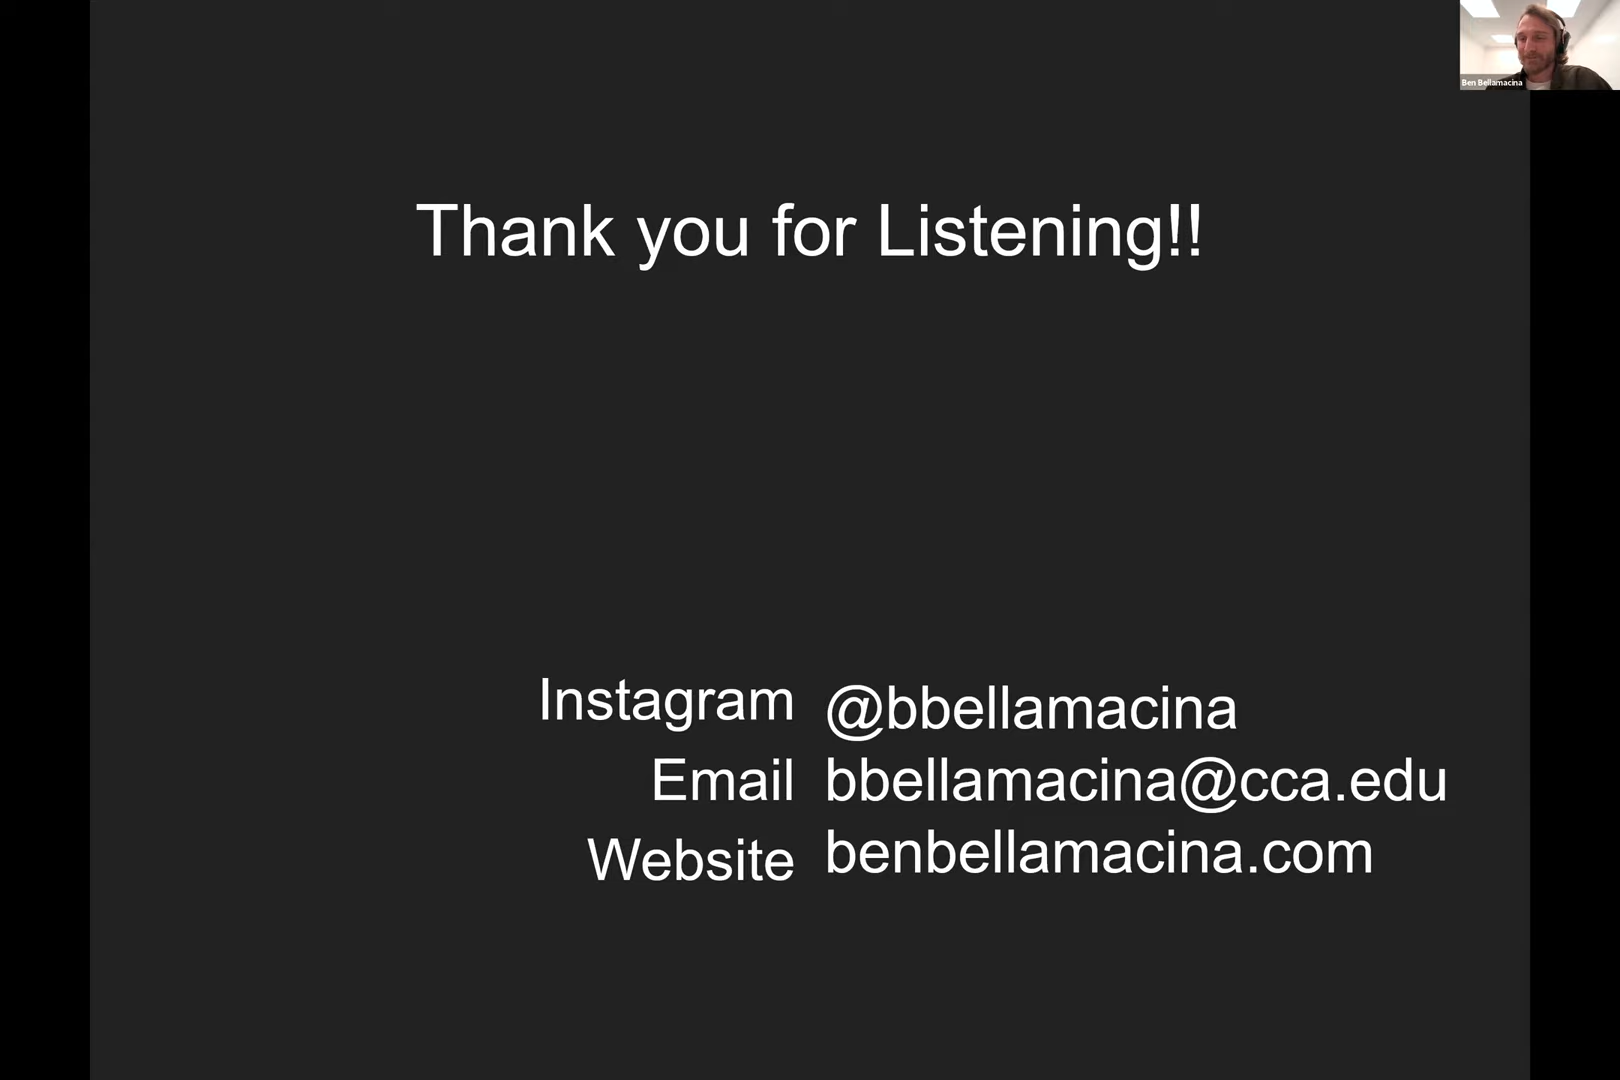 Ben Bellamacina
Thank you for Listening!!
Instagram @bbellamacina
Email bbellamacina@cca.edu
Website benbellamacina.com